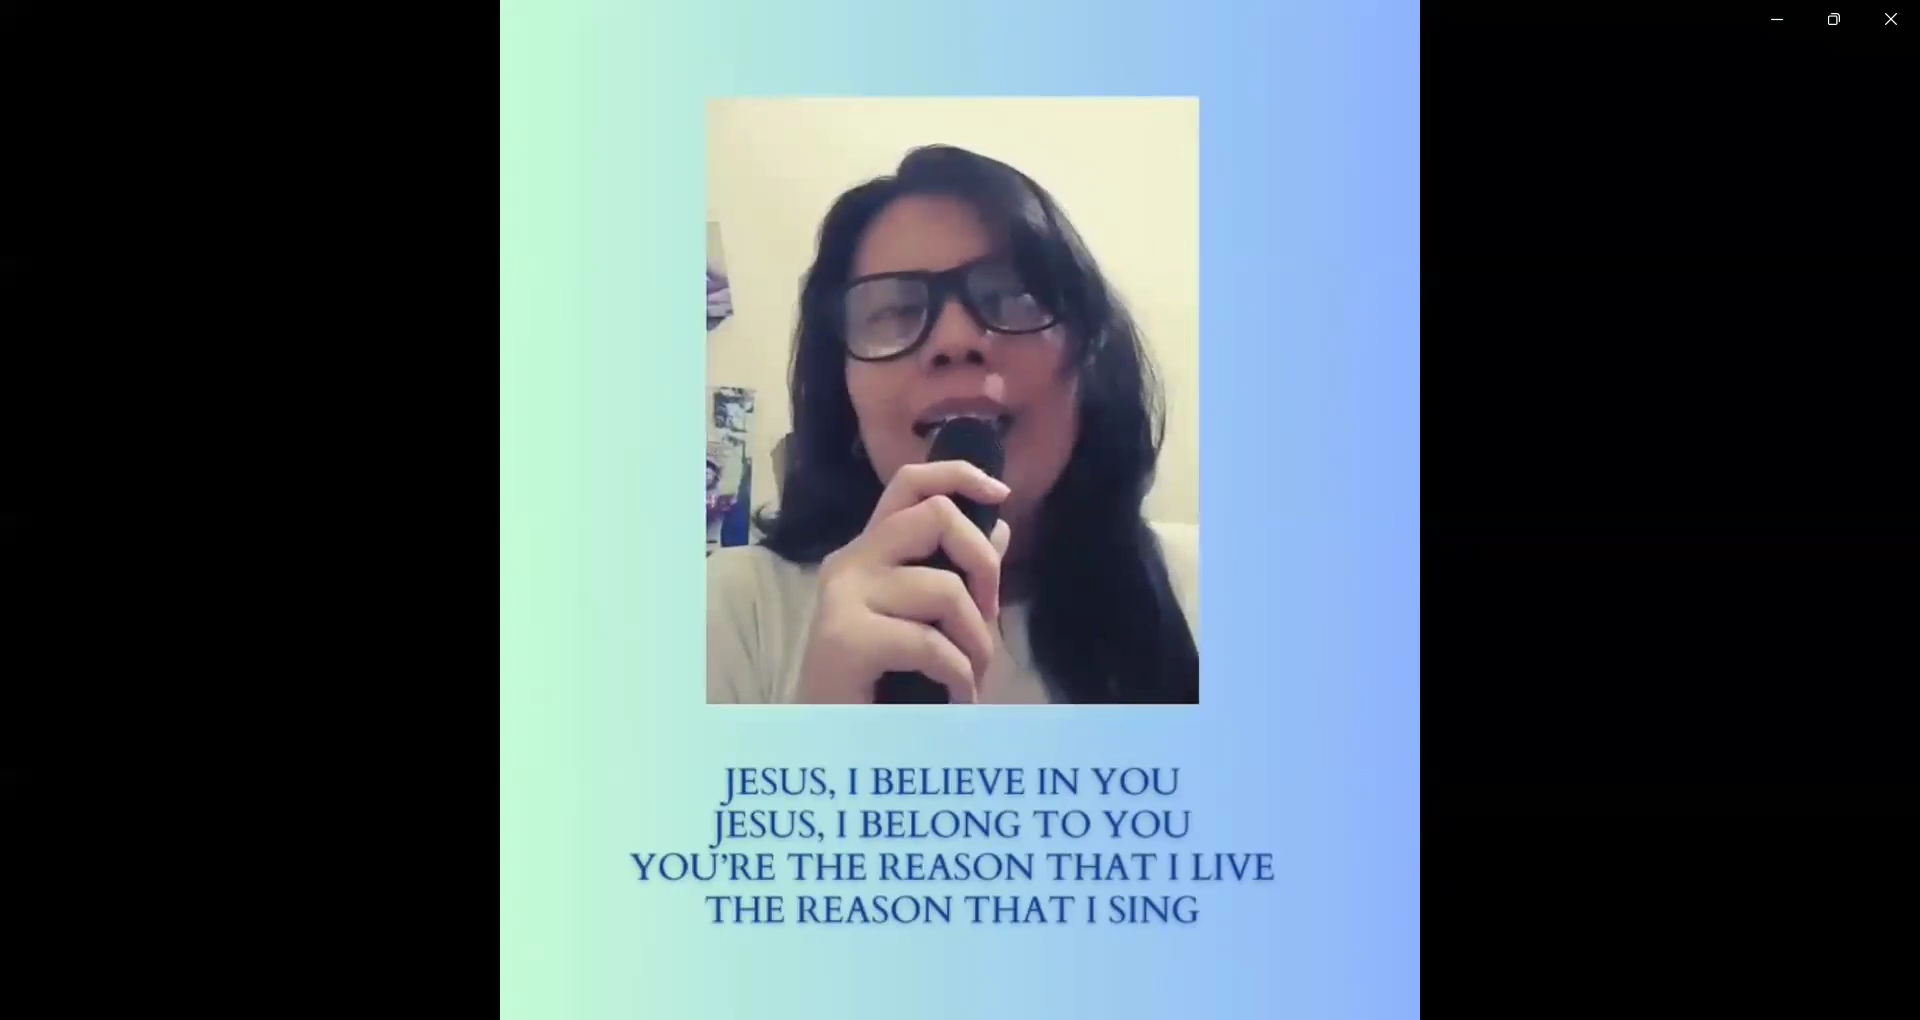 JESUS, I BELIEVE IN YOU
JESUS, I BELONG TO YOU
YOU'RE THE REASON THAT I LIVE
THE REASON THAT I SING